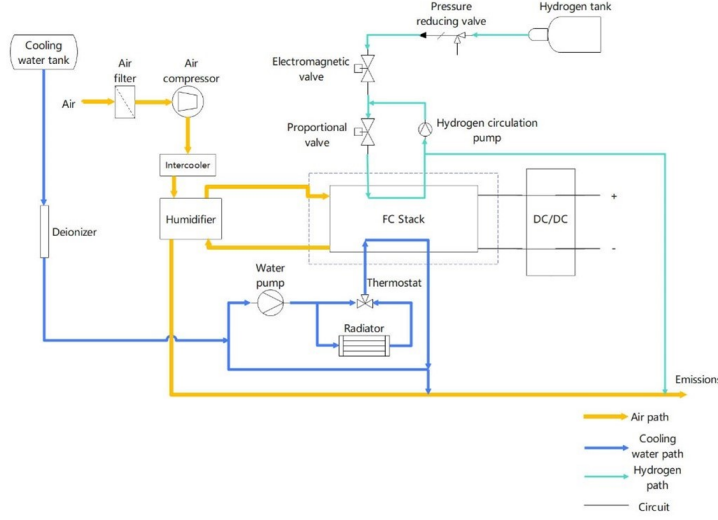 Pressure
reducing valve
Hydrogen tank
Cooling
water tank
Air
filter
Air
compressor
Electromagnetic
valve
Air
Proportional
valve
Hydrogen circulation
pump
Intercooler
Humidifier
FC Stack
DC/DC
+
-
Deionizer
Water
pump
Thermostat
Radiator
Emissions
Air path
Cooling
water path
Hydrogen
path
Circuit